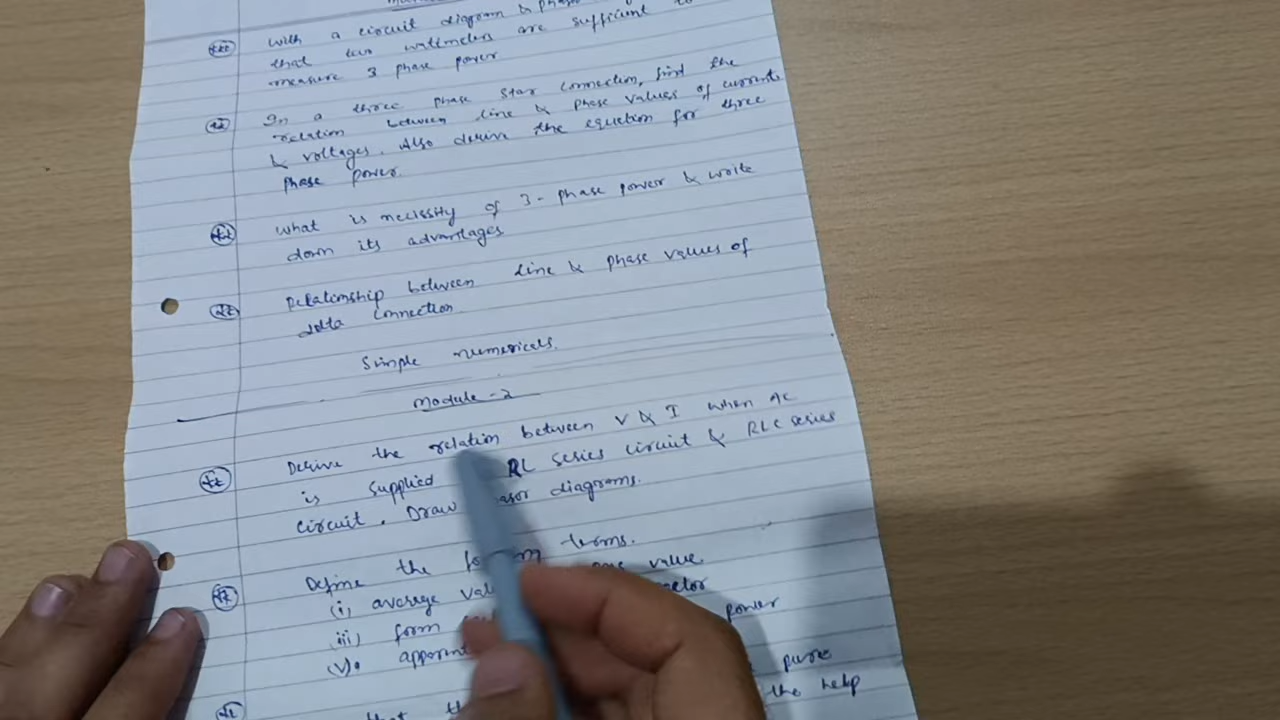 With a circuit diagram &
that two wattmeters are sufficient to
measure 3 phase power
In a three phase star connection, find the
relation between line & phase values of current
& voltages. Also derive the equetion for three
phase power.
What is necissity of 3-phase power & write
down its advantages
Relationship between line & phase values of
delta connection.
Simple numericals.
Module-2
Derive the relation between V & I when AC
is supplied RL series circuit & RLC series
circuit. Draw diagrams.
Define the terms.
(i) average value.
(iii) form
(v). power
pure
the help